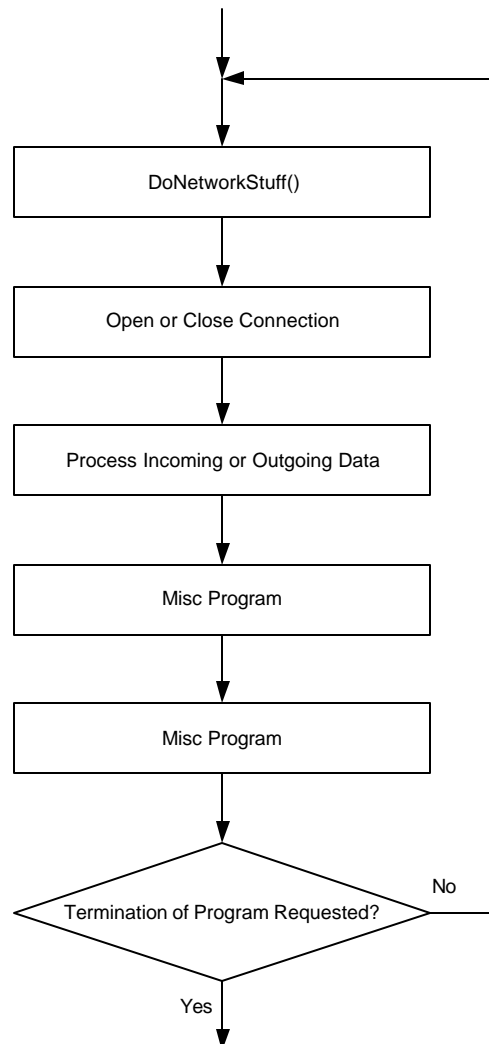 DoNetworkStuff()
Open or Close Connection
Process Incoming or Outgoing Data
Misc Program
Misc Program
Termination of Program Requested?
No
Yes